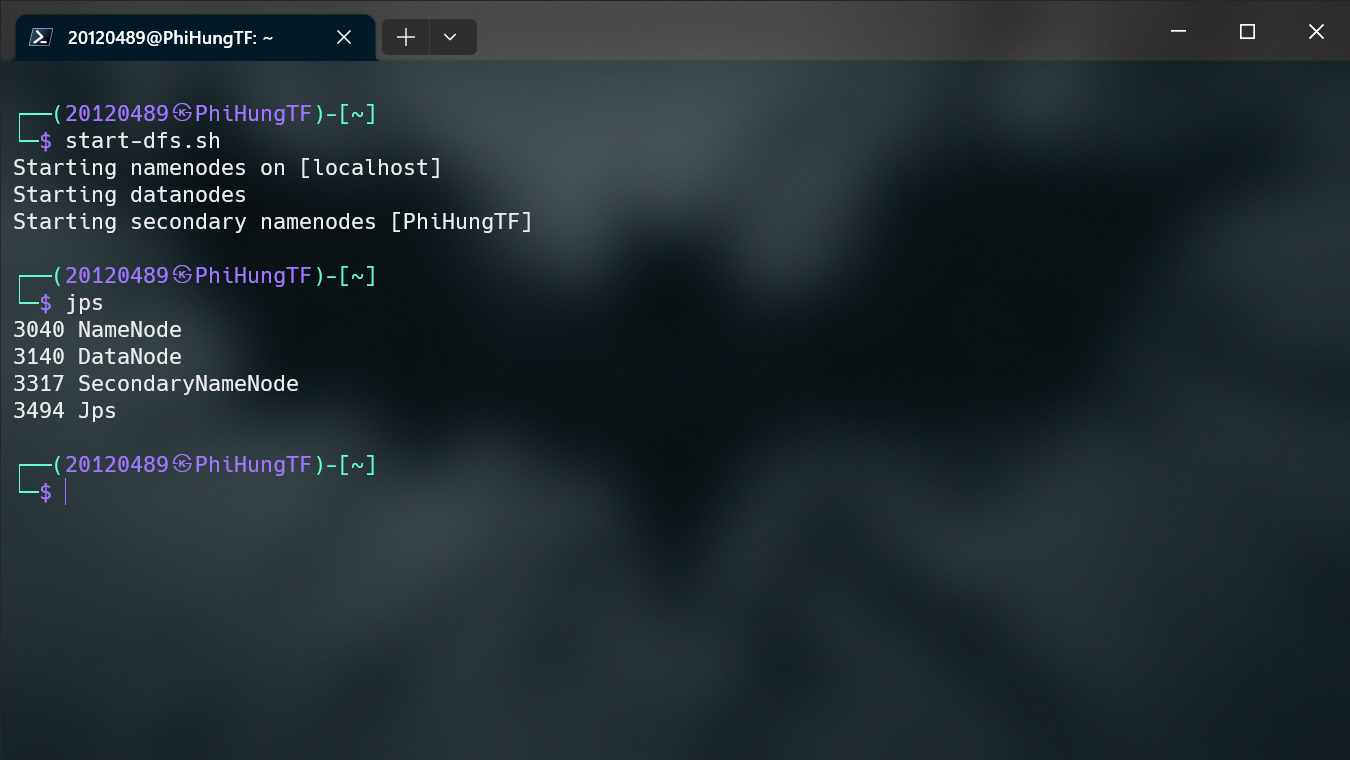 20120489@PhiHungTF: ~
┌──(20120489㉿PhiHungTF)-[~]
└─$ start-dfs.sh
Starting namenodes on [localhost]
Starting datanodes
Starting secondary namenodes [PhiHungTF]
┌──(20120489㉿PhiHungTF)-[~]
└─$ jps
3040 NameNode
3140 DataNode
3317 SecondaryNameNode
3494 Jps
┌──(20120489㉿PhiHungTF)-[~]
└─$